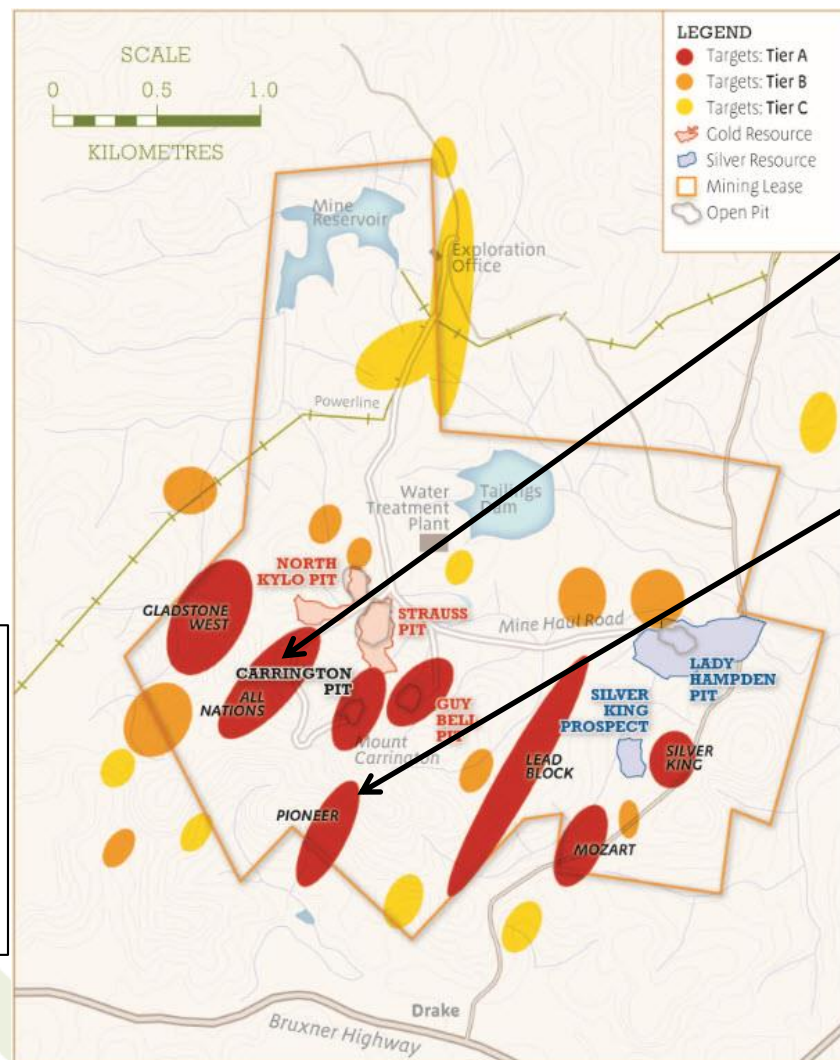 SCALE
0 0.5 1.0
KILOMETRES
LEGEND
Targets: Tier A
Targets: Tier B
Targets: Tier C
Gold Resource
Silver Resource
Mining Lease
Open Pit
Mine
Reservoir
Exploration
Office
Powerline
Water
Treatment
Plant
Tailings
Dam
NORTH
KYLO PIT
GLADSTONE
WEST
STRAUSS
PIT
Mine Haul Road
CARRINGTON
PIT
ALL
NATIONS
GUY
BELL
PIT
Mount
Carrington
LADY
HAMPDEN
PIT
SILVER
KING
PROSPECT
SILVER
KING
LEAD
BLOCK
PIONEER
MOZART
Drake
Bruxner Highway